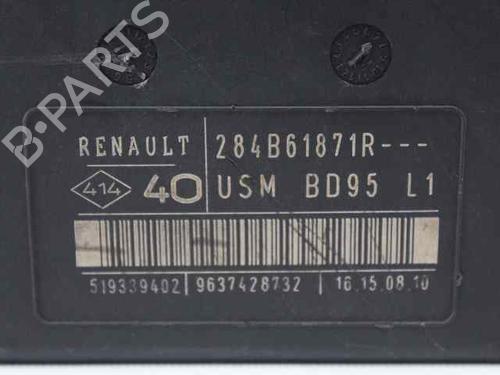 B-PARTS
RENAULT 284B61871R---
414 40 USM BD95 L1
519339402 9637428732 16.15.08.10